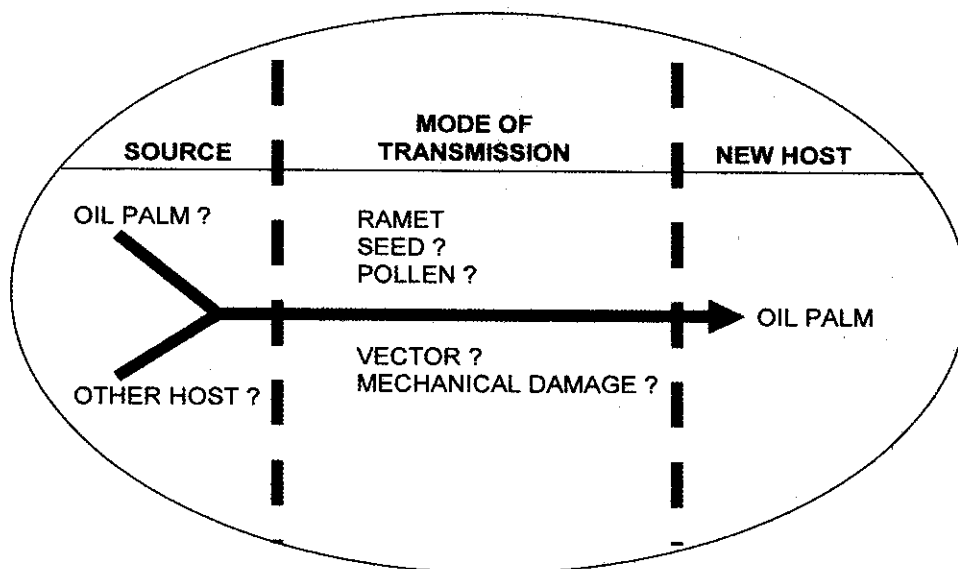 SOURCE
MODE OF
TRANSMISSION
NEW HOST
OIL PALM ?
OTHER HOST ?
RAMET
SEED ?
POLLEN ?
VECTOR ?
MECHANICAL DAMAGE ?
OIL PALM